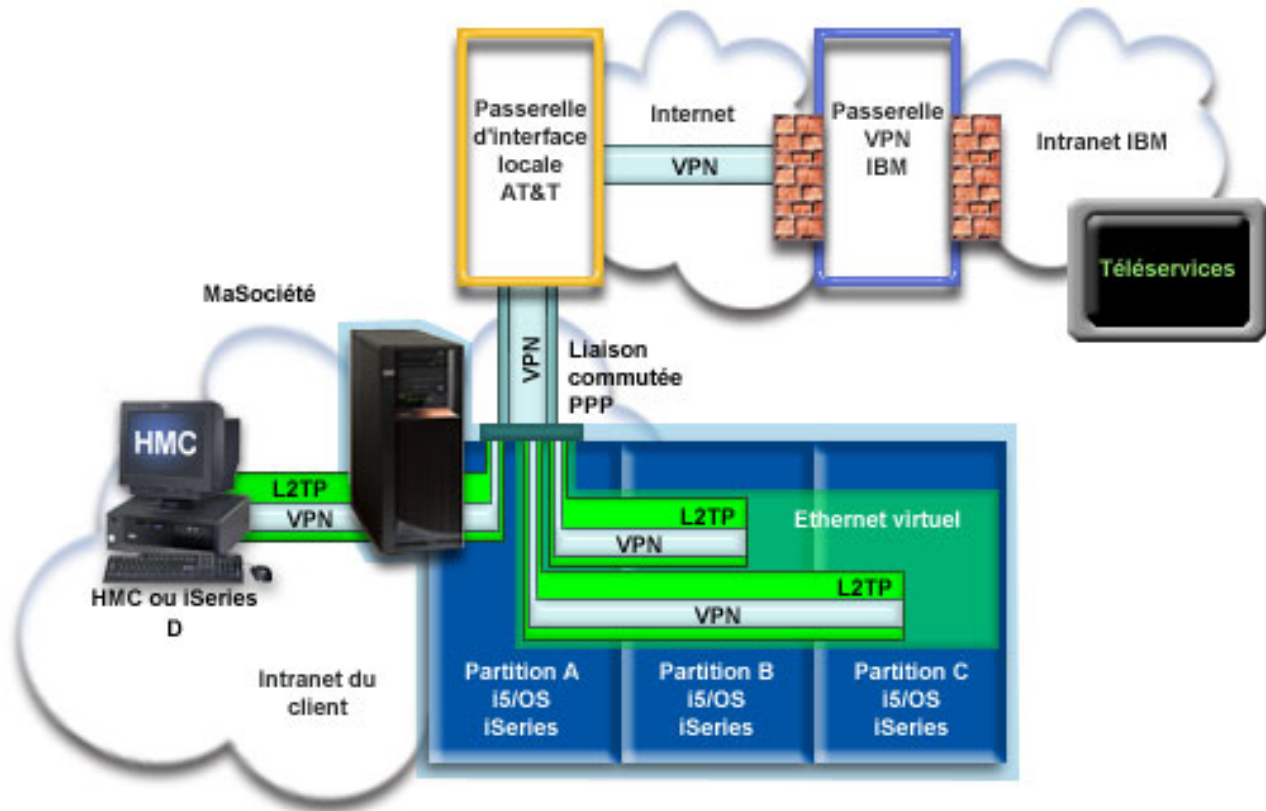 Passerelle
d'interface
locale
AT&T
Internet
VPN
Passerelle
VPN
IBM
Intranet IBM
Téléservices
MaSociété
VPN
Liaison
commutée
PPP
HMC
L2TP
VPN
HMC ou iSeries
D
Intranet du
client
L2TP
VPN
Ethernet virtuel
L2TP
VPN
Partition A
i5/OS
iSeries
Partition B
i5/OS
iSeries
Partition C
i5/OS
iSeries